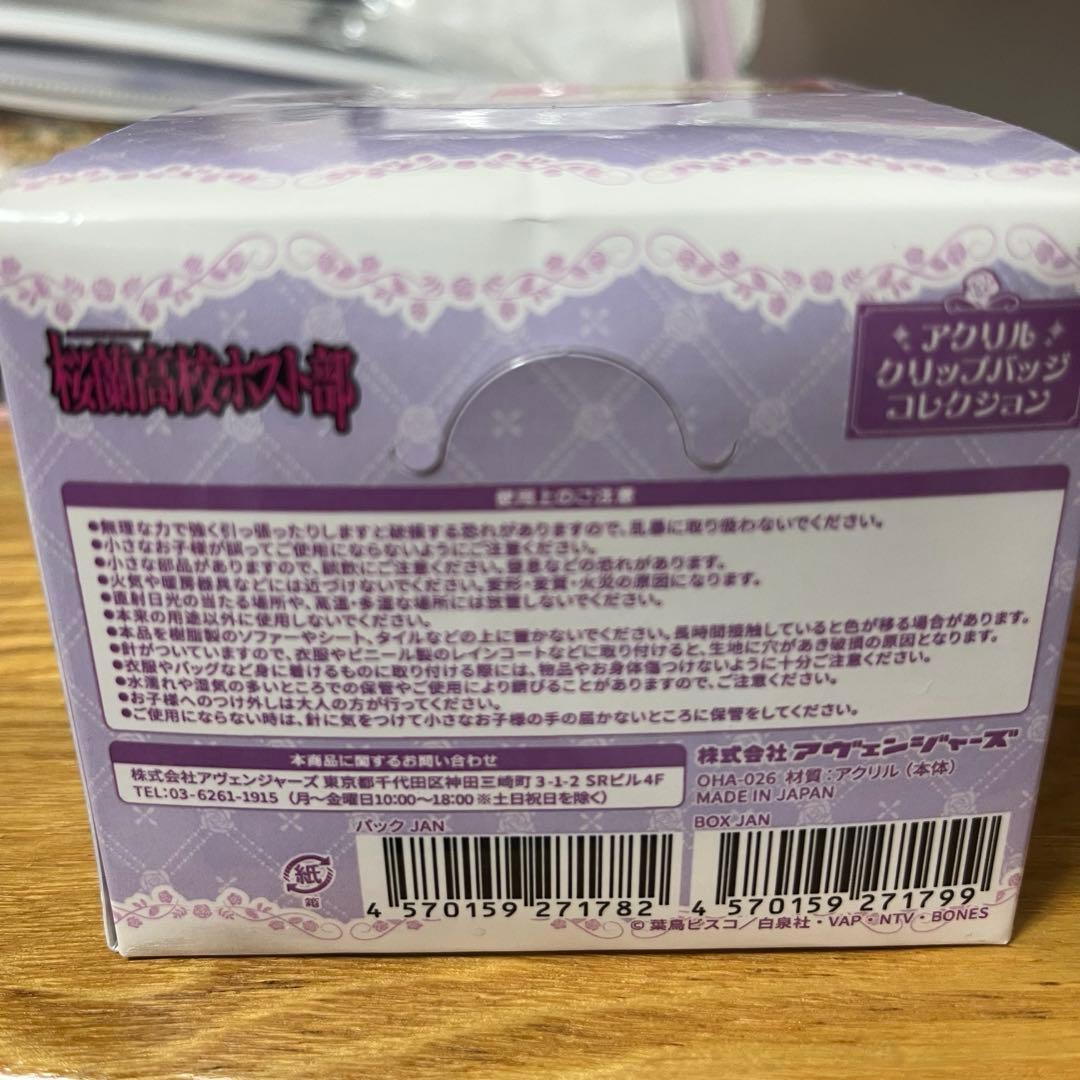 桜蘭高校ホスト部
アクリル
クリップバッジ
コレクション
使用上のご注意
●無理な力で強く引っ張ったりしますと破損する恐れがありますので、乱暴に取り扱わないでください。
●小さなお子様が誤ってご使用にならないようにご注意ください。
●小さな部品がありますので、誤飲にご注意ください。窒息などの恐れがあります。
●火気や暖房器具などには近づけないでください。変形・変質・火災の原因になります。
●直射日光の当たる場所や、高温・多湿な場所には放置しないでください。
●本来の用途以外に使用しないでください。
●本品を樹脂製のソファーやシート、タイルなどの上に置かないでください。長時間接触していると色が移る場合があります。
●針がついていますので、衣服やビニール製のレインコートなどに取り付けると、生地に穴があき破損の原因となります。
●衣服やバッグなど身に着けるものに取り付ける際には、物品やお身体傷つけないように十分ご注意ください。
●水濡れや湿気の多いところでの保管やご使用により錆びることがありますので、ご注意ください。
●お子様へのつけ外しは大人の方が行ってください。
●ご使用にならない時は、針に気をつけて小さなお子様の手の届かないところに保管をしてください。
本商品に関するお問い合わせ
株式会社アヴェンジャーズ 東京都千代田区神田三崎町3-1-2 SRビル4F
TEL:03-6261-1915 (月～金曜日10:00～18:00 ※土日祝日を除く)
株式会社アヴェンジャーズ
OHA-026 材質:アクリル(本体)
MADE IN JAPAN
パック JAN
4 570159 271782
BOX JAN
4 570159 271799
紙
箱
©葉鳥ビスコ/白泉社・VAP・NTV・BONES